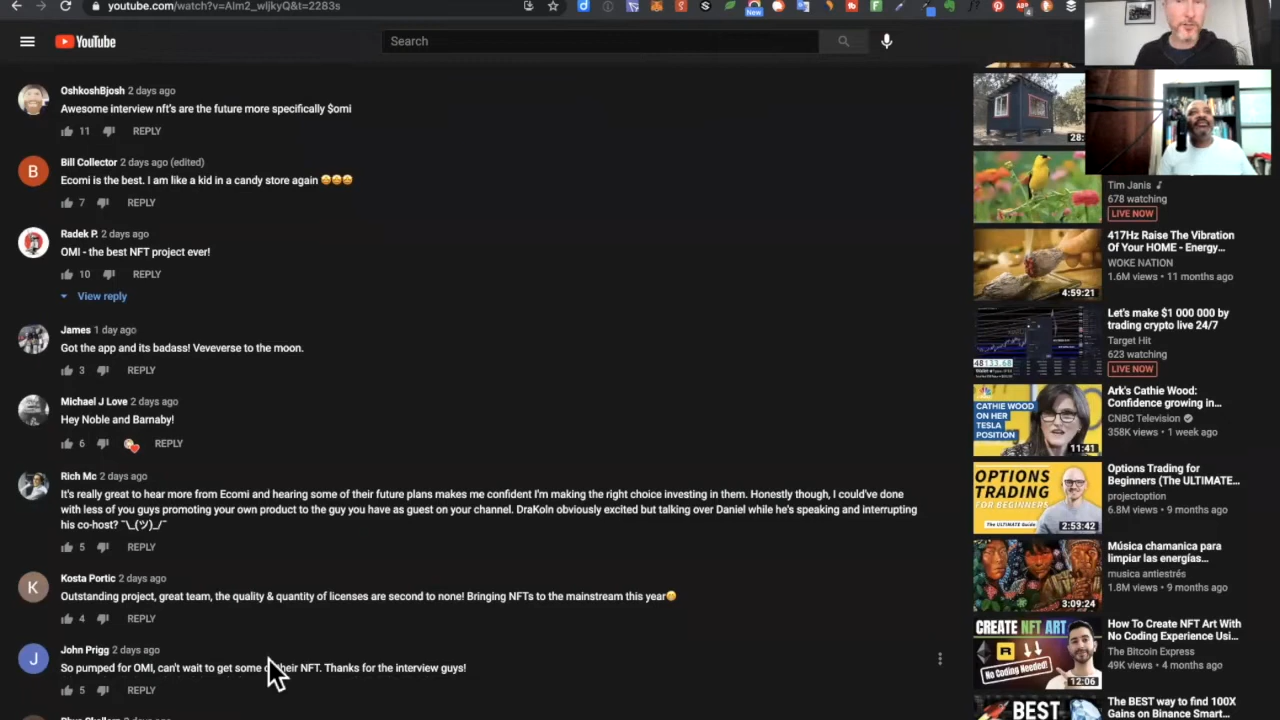 youtube.com/watch?v=Alm2_wljkyQ&t=2283s
New
4
YouTube
Search
OshkoshBjosh 2 days ago
Awesome interview nft's are the future more specifically $omi
11 REPLY
B
Bill Collector 2 days ago (edited)
Ecomi is the best. I am like a kid in a candy store again 🤩🤩🤩
7 REPLY
Radek P. 2 days ago
OMI - the best NFT project ever!
10 REPLY
View reply
James 1 day ago
Got the app and its badass! Veveverse to the moon.
3 REPLY
Michael J Love 2 days ago
Hey Noble and Barnaby!
6 REPLY
Rich Mc 2 days ago
It's really great to hear more from Ecomi and hearing some of their future plans makes me confident I'm making the right choice investing in them. Honestly though, I could've done
with less of you guys promoting your own product to the guy you have as guest on your channel. DraKoln obviously excited but talking over Daniel while he's speaking and interrupting
his co-host? ¯\_(ツ)_/¯
5 REPLY
K
Kosta Portic 2 days ago
Outstanding project, great team, the quality & quantity of licenses are second to none! Bringing NFTs to the mainstream this year
4 REPLY
J
John Prigg 2 days ago
So pumped for OMI, can't wait to get some of their NFT. Thanks for the interview guys!
5 REPLY
28:
Tim Janis
678 watching
LIVE NOW
4:59:21
417Hz Raise The Vibration
Of Your HOME - Energy...
WOKE NATION
1.6M views • 11 months ago
Let's make $1 000 000 by
trading crypto live 24/7
Target Hit
623 watching
LIVE NOW
CATHIE WOOD
ON HER
TESLA
POSITION
11:41
Ark's Cathie Wood:
Confidence growing in...
CNBC Television
358K views • 1 week ago
OPTIONS
TRADING
FOR BEGINNERS
The ULTIMATE Guide
2:53:42
Options Trading for
Beginners (The ULTIMATE...
projectoption
6.8M views • 9 months ago
3:09:24
Música chamanica para
limpiar las energías...
musica antiestrés
1.8M views • 9 months ago
CREATE NFT ART
R
No Coding Needed!
12:06
How To Create NFT Art With
No Coding Experience Usi...
The Bitcoin Express
49K views • 4 months ago
BEST
The BEST way to find 100X
Gains on Binance Smart...